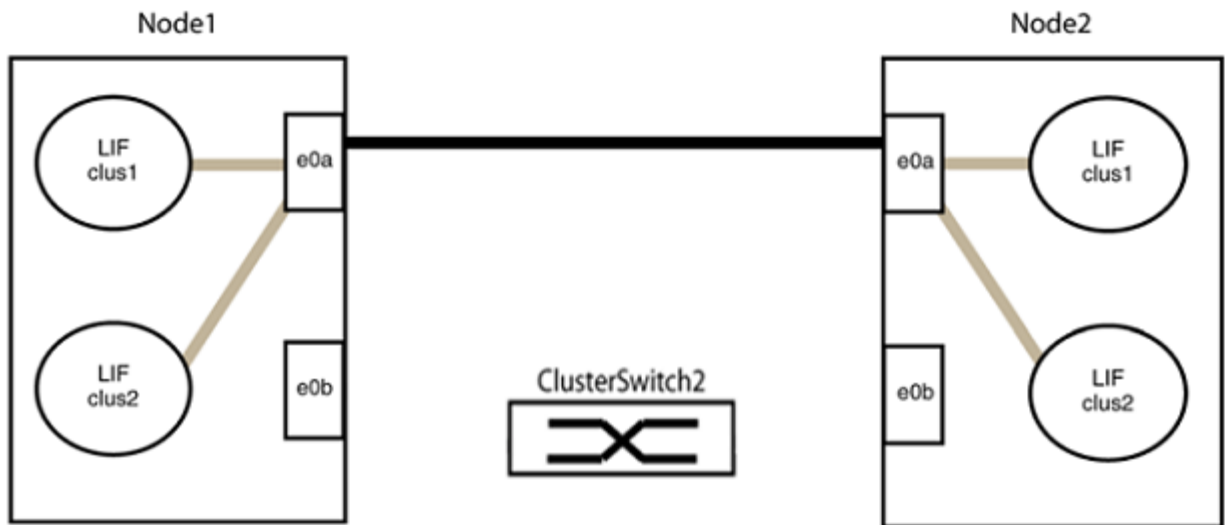 Node1
Node2
LIF
clus1
e0a
e0a
LIF
clus1
ClusterSwitch2
LIF
clus2
e0b
e0b
LIF
clus2